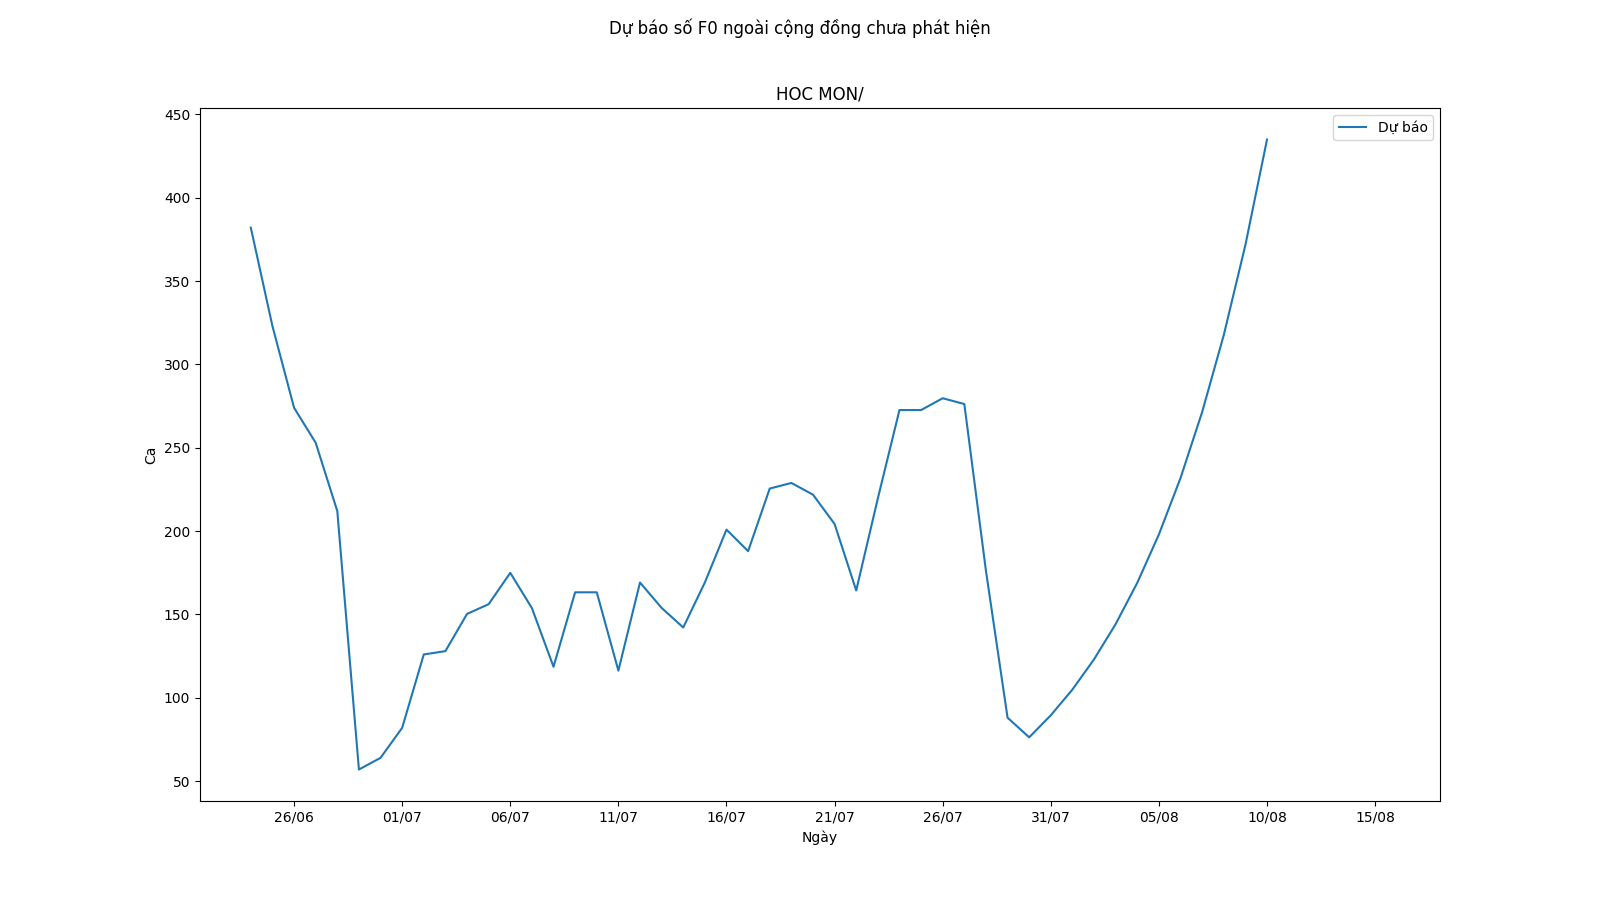 Dự báo số F0 ngoài cộng đồng chưa phát hiện
HOC MON/
Dự báo
450
400
350
300
250
200
150
100
50
Ca
26/06 01/07 06/07 11/07 16/07 21/07 26/07 31/07 05/08 10/08 15/08
Ngày